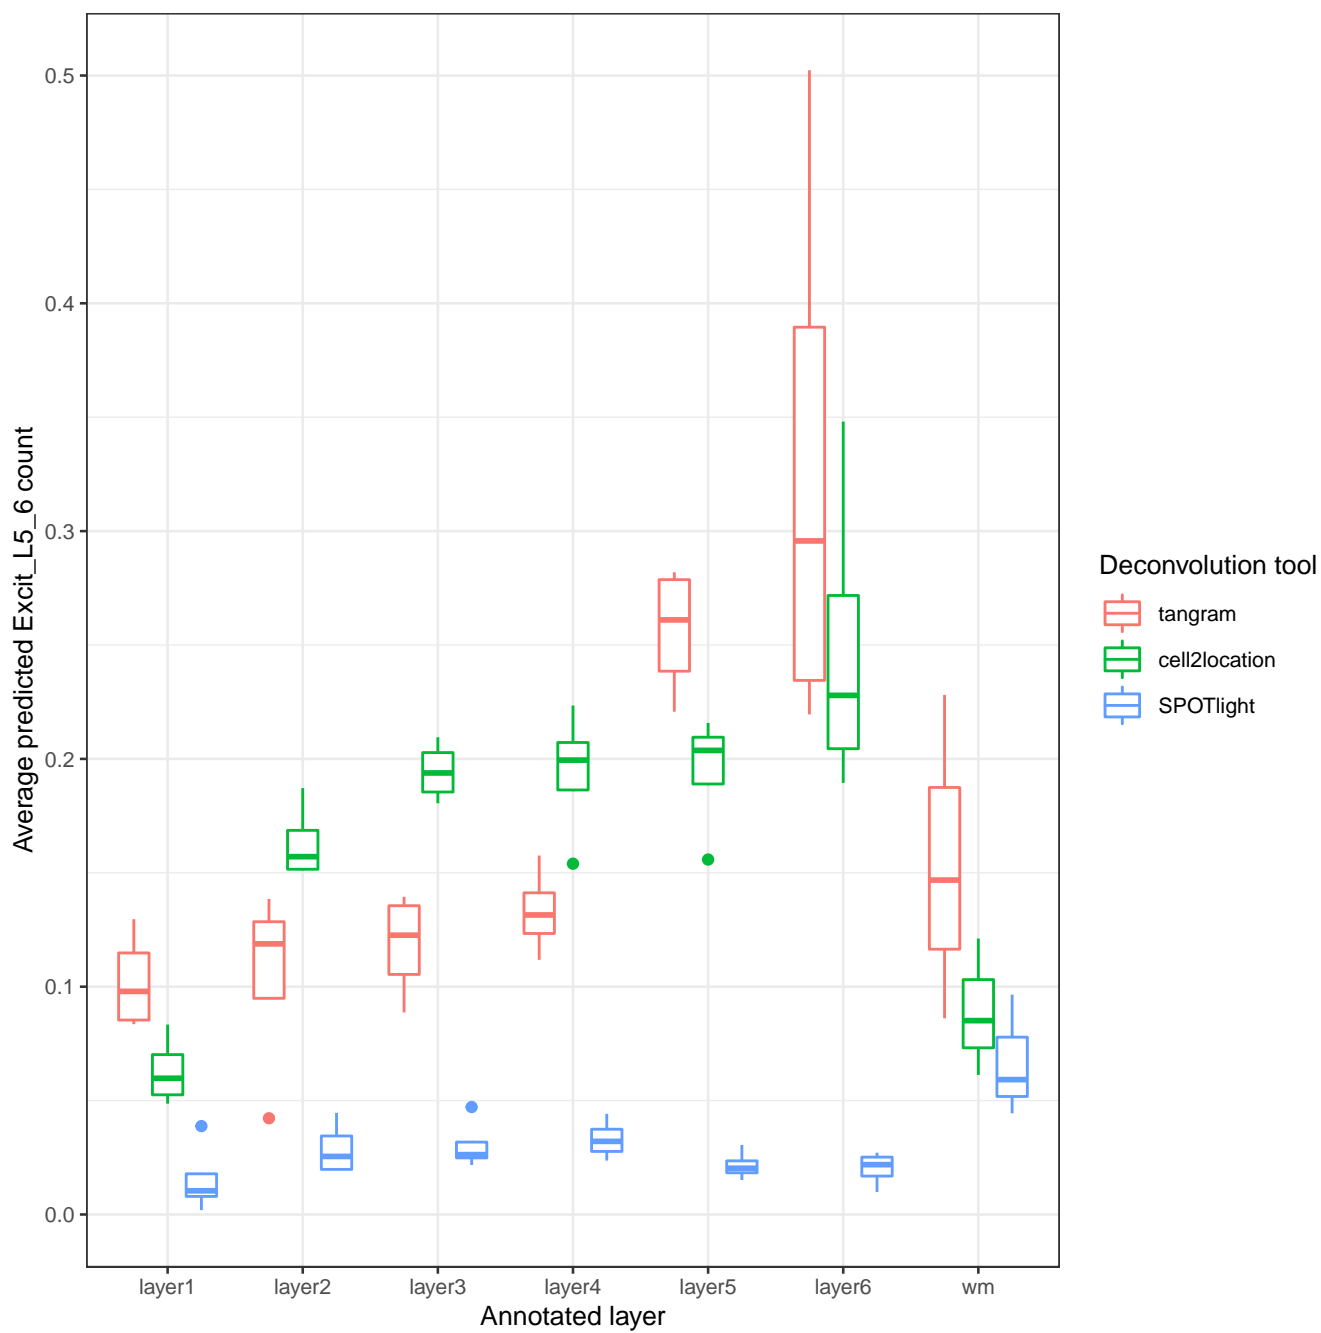 Average predicted Excit_L5_6 count
0.5
0.4
0.3
0.2
0.1
0.0
layer1 layer2 layer3 layer4 layer5 layer6 wm
Annotated layer
Deconvolution tool
tangram
cell2location
SPOTlight